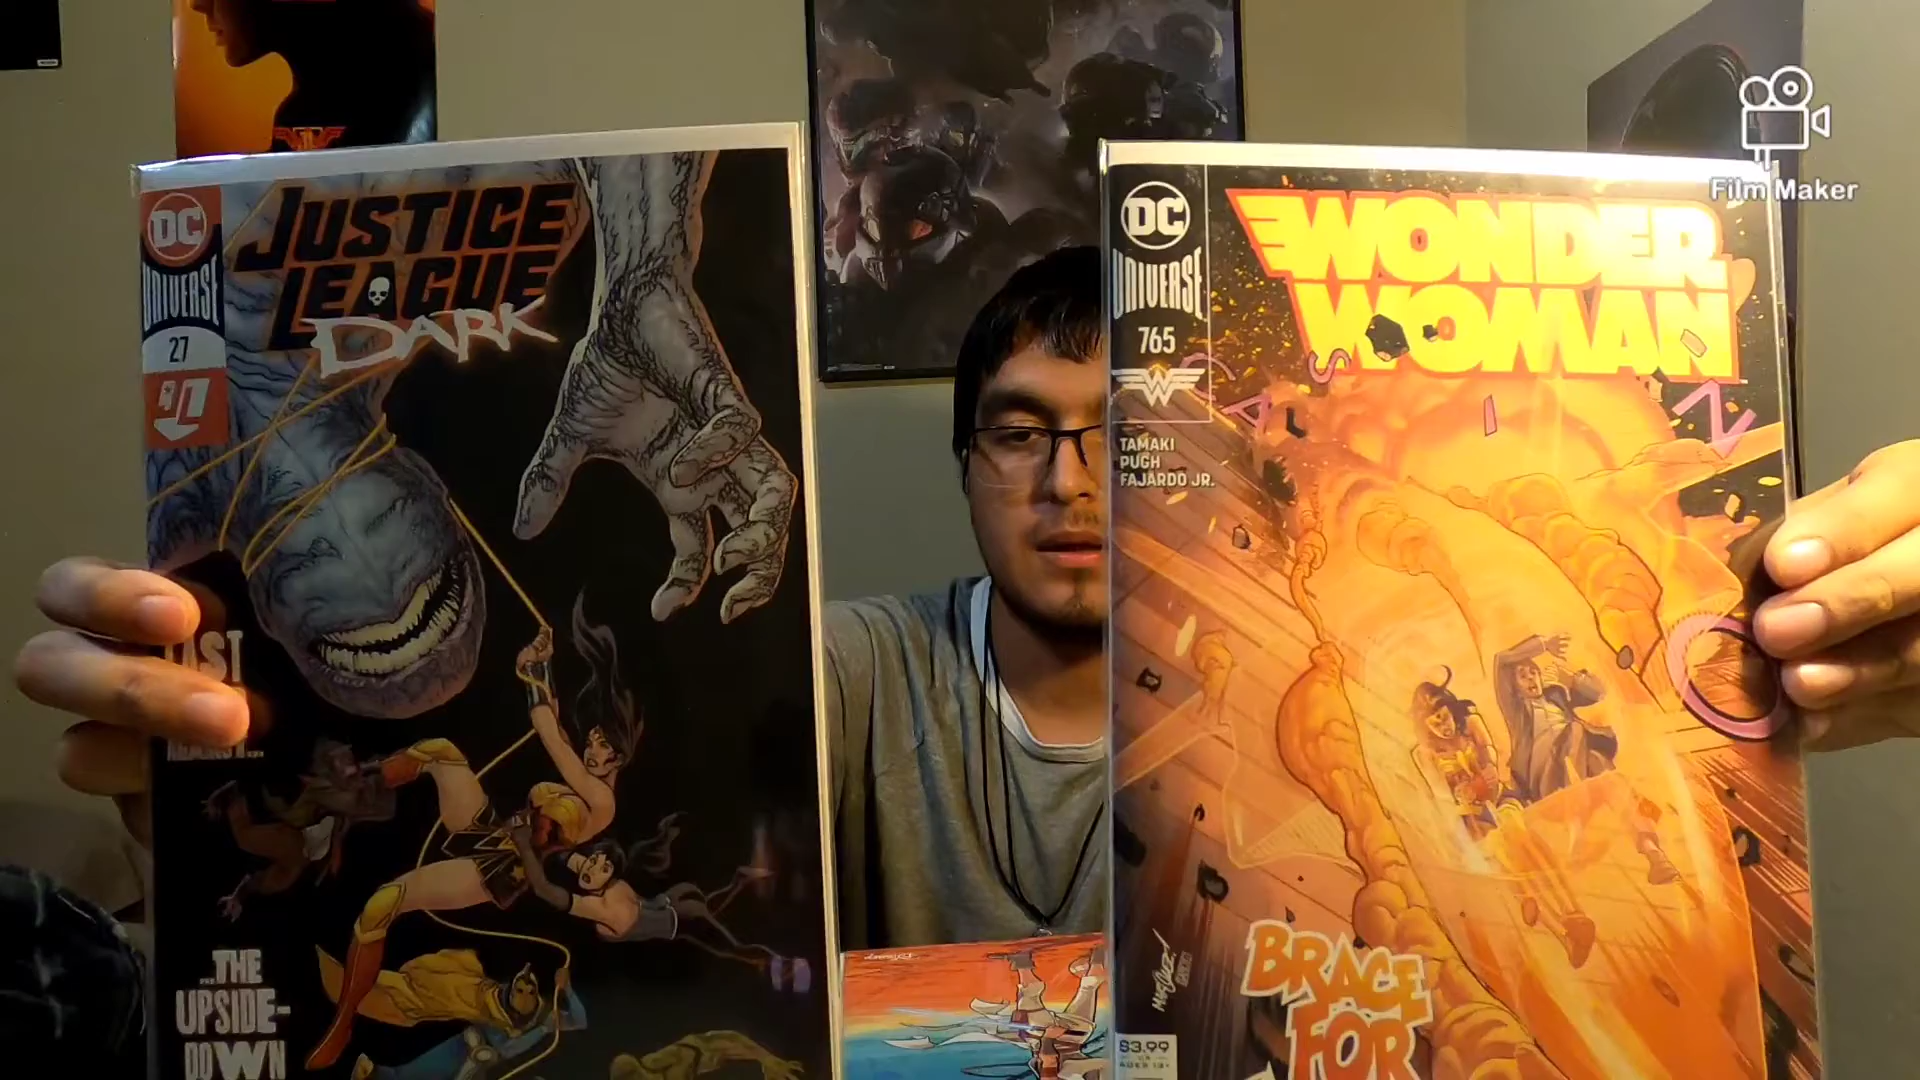 Film Maker
DC
UNIVERSE
27
JUSTICE
LEAGUE
DARK
...THE
UPSIDE-
DOWN
DC
UNIVERSE
765
WONDER
WOMAN
TAMAKI
PUGH
FAJARDO JR.
BRACE
FOR
$3.99